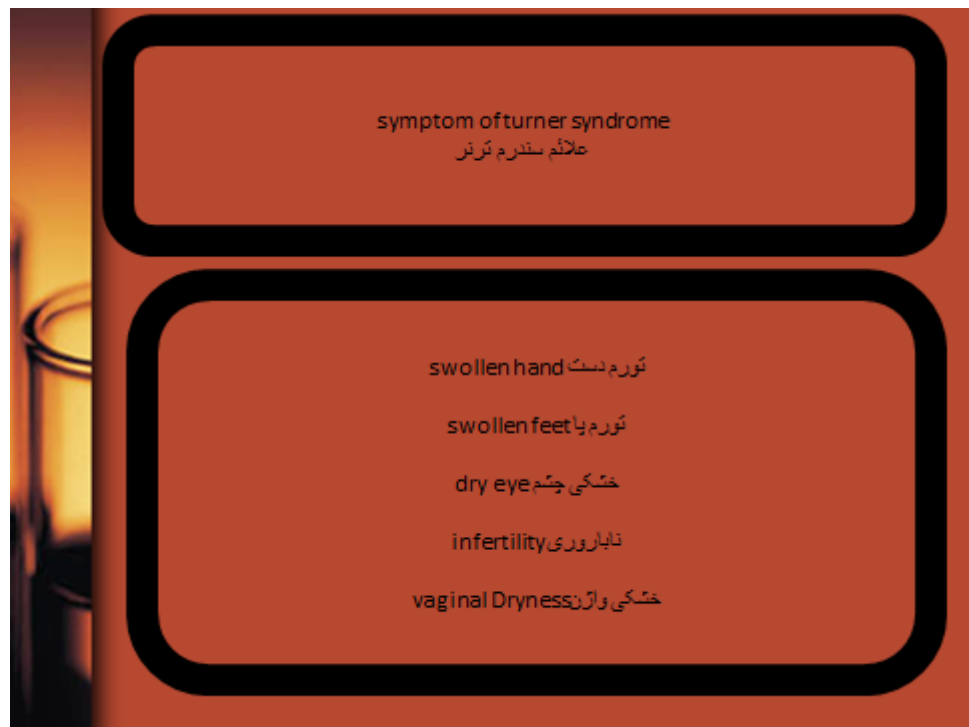 symptom of turner syndrome
علائم سندرم ترنر
swollen hand تورم دست
swollen feet تورم پا
dry eye خشکی چشم
infertility ناباروری
vaginal Dryness خشکی واژن